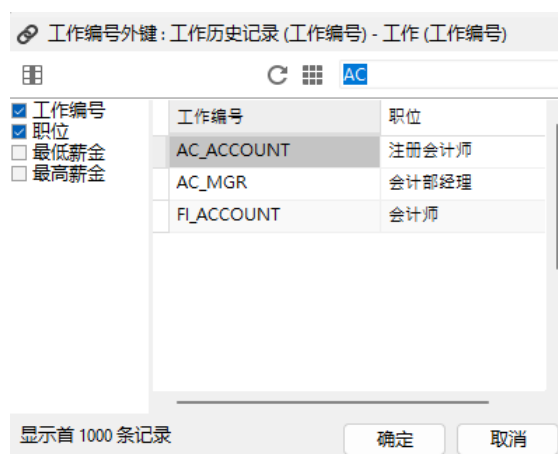 工作编号外键 : 工作历史记录 (工作编号) - 工作 (工作编号)
AC
工作编号
职位
最低薪金
最高薪金
工作编号 职位
AC_ACCOUNT 注册会计师
AC_MGR 会计部经理
FI_ACCOUNT 会计师
显示首 1000 条记录 确定 取消